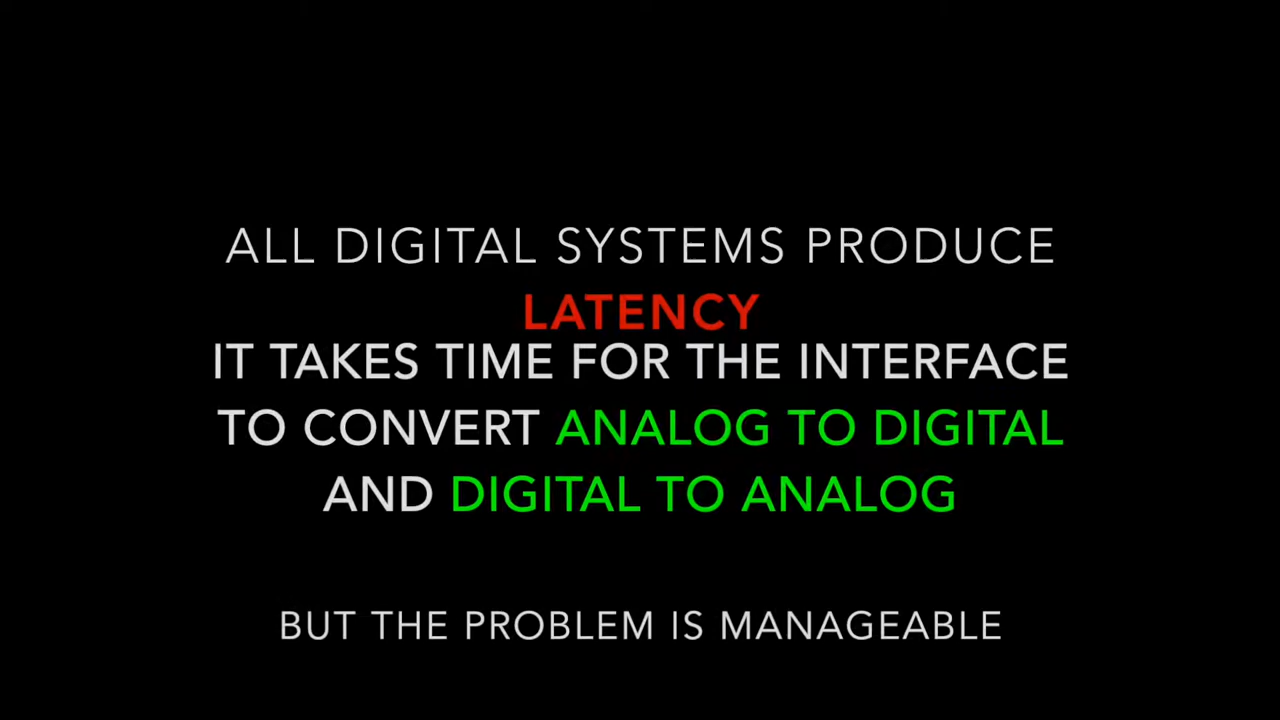 ALL DIGITAL SYSTEMS PRODUCE
LATENCY
IT TAKES TIME FOR THE INTERFACE
TO CONVERT ANALOG TO DIGITAL
AND DIGITAL TO ANALOG
BUT THE PROBLEM IS MANAGEABLE